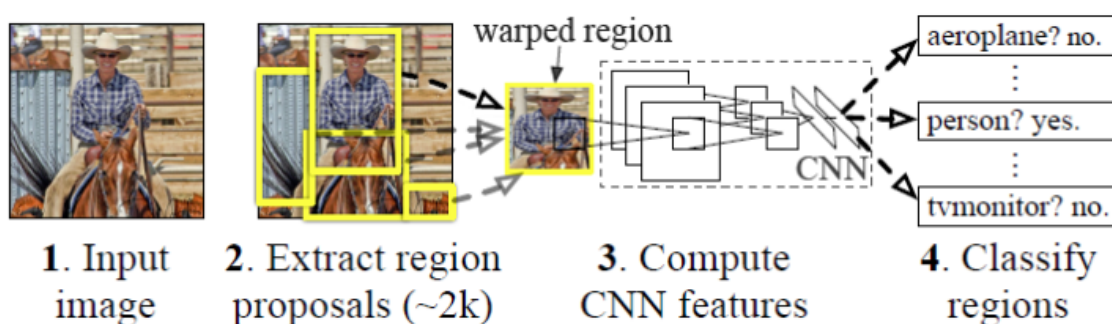 warped region
aeroplane? no.
person? yes.
CNN
tvmonitor? no.
1. Input
image
2. Extract region
proposals (~2k)
3. Compute
CNN features
4. Classify
regions